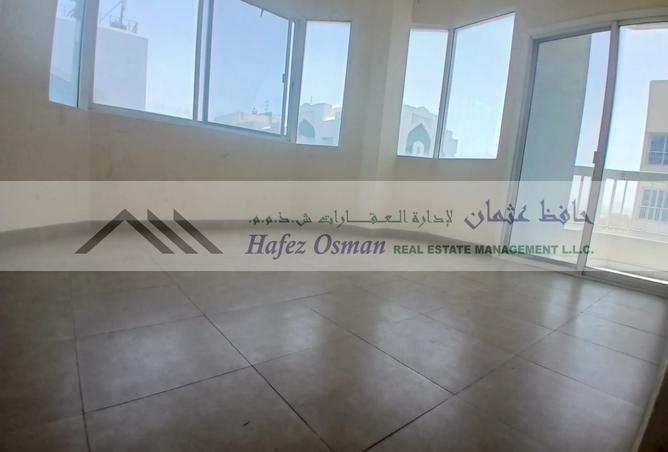 حافظ عثمان لإدارة العقارات ش.ذ.م.م.
Hafez Osman REAL ESTATE MANAGEMENT L.L.C.